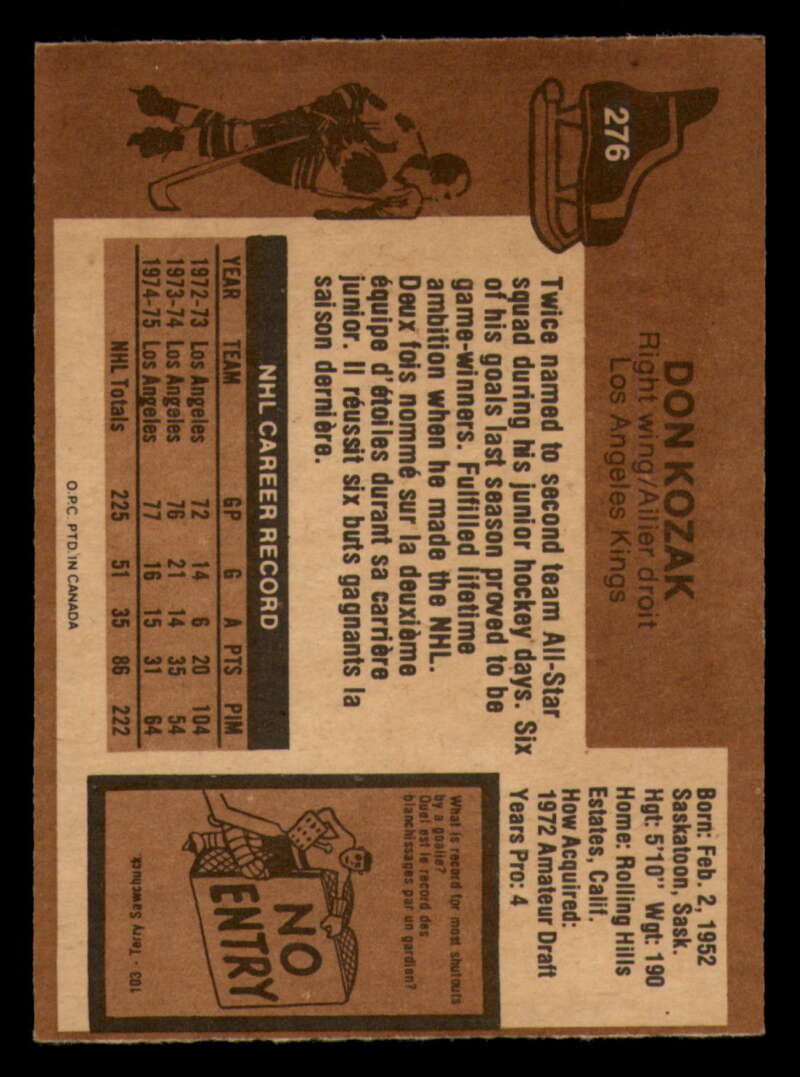 276
DON KOZAK
Right wing/Ailier droit
Los Angeles Kings
Born: Feb. 2, 1952
Saskatoon, Sask.
Hgt: 5'10" Wgt: 190
Home: Rolling Hills
Estates, Calif.
How Acquired:
1972 Amateur Draft
Years Pro: 4
Twice named to second team All-Star
squad during his junior hockey days. Six
of his goals last season proved to be
game-winners. Fulfilled lifetime
ambition when he made the NHL.
Deux fois nommé sur la deuxième
équipe d'étoiles durant sa carrière
junior. Il réussit six buts gagnants la
saison dernière.
NHL CAREER RECORD
YEAR TEAM GP G A PTS PIM
1972-73 Los Angeles 72 14 6 20 104
1973-74 Los Angeles 76 21 14 35 54
1974-75 Los Angeles 77 16 15 31 64
NHL Totals 225 51 35 86 222
O.P.C. PTD. IN CANADA
What is record for most shutouts
by a goalie?
Quel est le record des
blanchissages par un gardien?
NO
ENTRY
Terry Sawchuck - 103